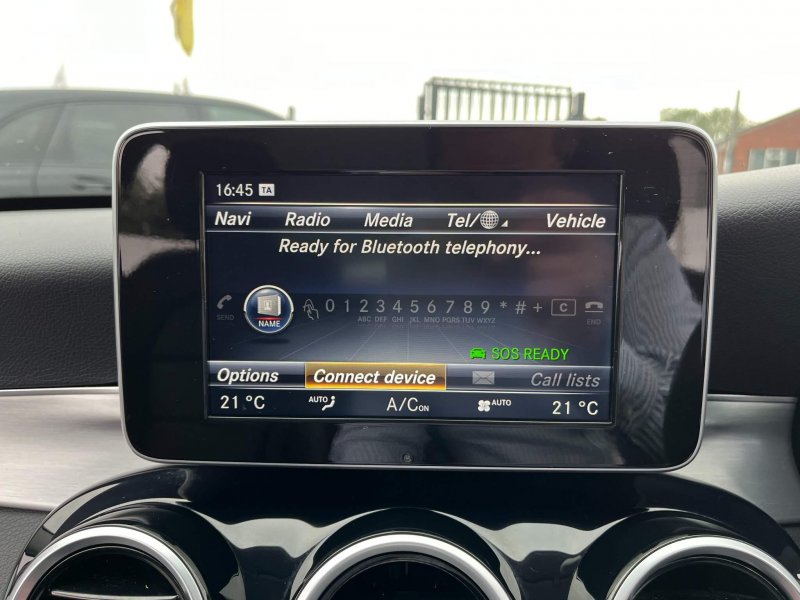 16:45 TA
Navi Radio Media Tel/ Vehicle
Ready for Bluetooth telephony...
0 1 2 3 4 5 6 7 8 9 * # + C
SEND NAME ABC DEF GHI JKL MNO PQRS TUV WXYZ END
SOS READY
Options Connect device Call lists
21 °C AUTO A/C ON AUTO 21 °C